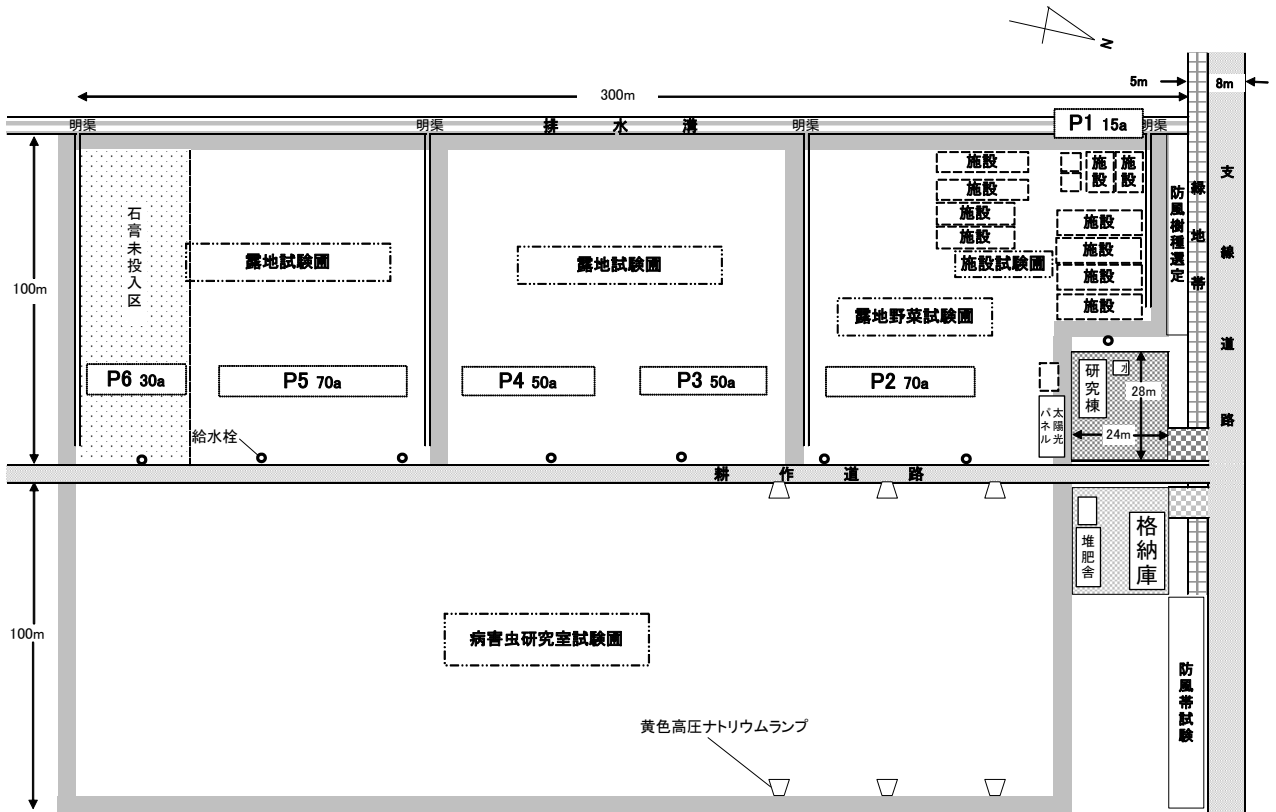 N
5m
8m
300m
明渠
明渠
排水溝
明渠
P1 15a
明渠
施設
施設
施設
施設
施設
施設
施設
施設
施設
施設
防風樹種選定
緑地帯
支線道路
石膏未投入区
露地試験圃
露地試験圃
施設試験圃
露地野菜試験圃
100m
P6 30a
P5 70a
P4 50a
P3 50a
P2 70a
研究棟
28m
24m
太陽光
パネル
給水栓
耕作道路
堆肥舎
格納庫
100m
病害虫研究室試験圃
防風帯試験
黄色高圧ナトリウムランプ